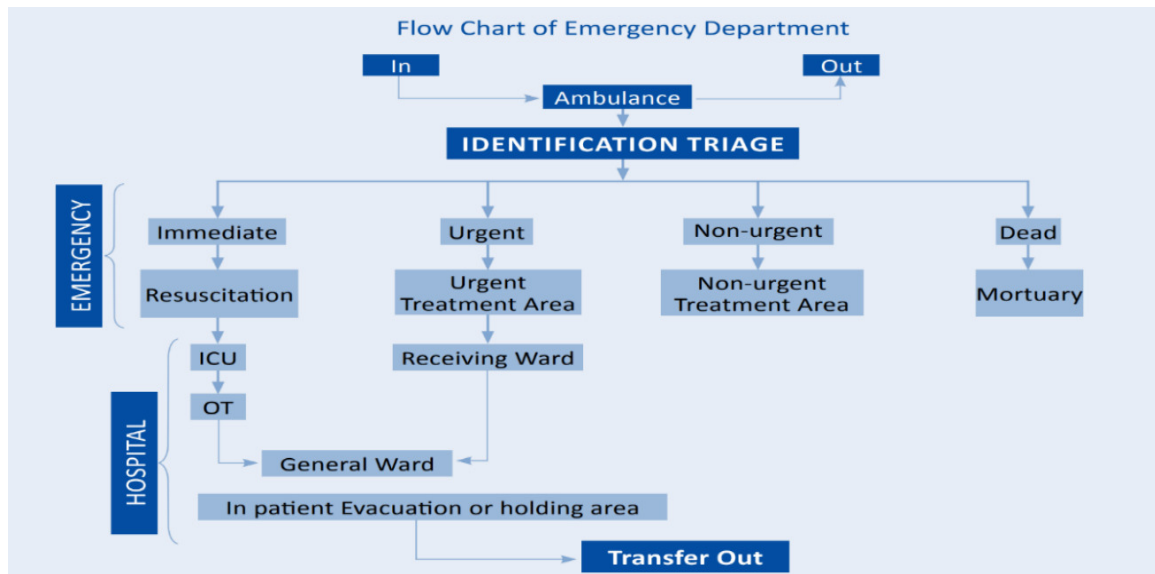 Flow Chart of Emergency Department
In
Out
Ambulance
IDENTIFICATION TRIAGE
EMERGENCY
Immediate
Urgent
Non-urgent
Dead
Resuscitation
Urgent
Treatment Area
Non-urgent
Treatment Area
Mortuary
HOSPITAL
ICU
Receiving Ward
OT
General Ward
In patient Evacuation or holding area
Transfer Out